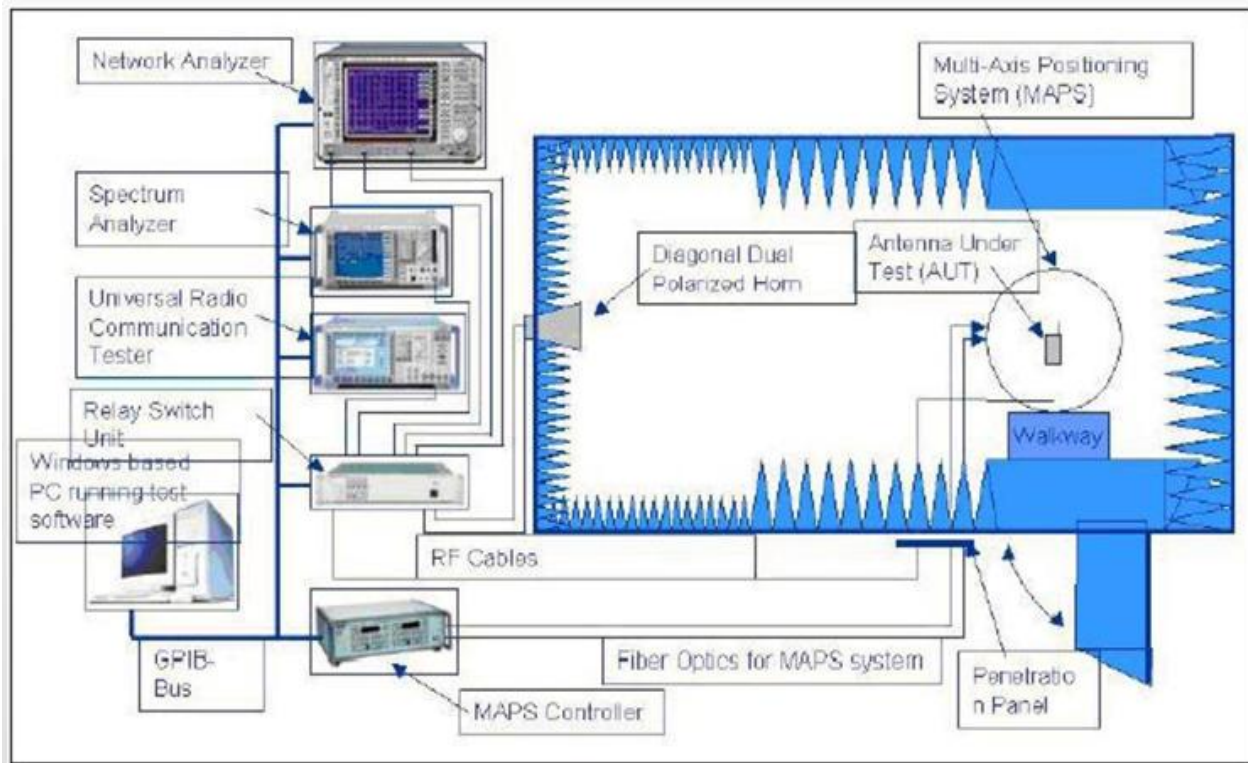 Network Analyzer
Multi-Axis Positioning
System (MAPS)
Spectrum
Analyzer
Diagonal Dual
Polarized Horn
Antenna Under
Test (AUT)
Universal Radio
Communication
Tester
Relay Switch
Unit
Walkway
Windows based
PC running test
software
RF Cables
GPIB-
Bus
Fiber Optics for MAPS system
Penetratio
n Panel
MAPS Controller